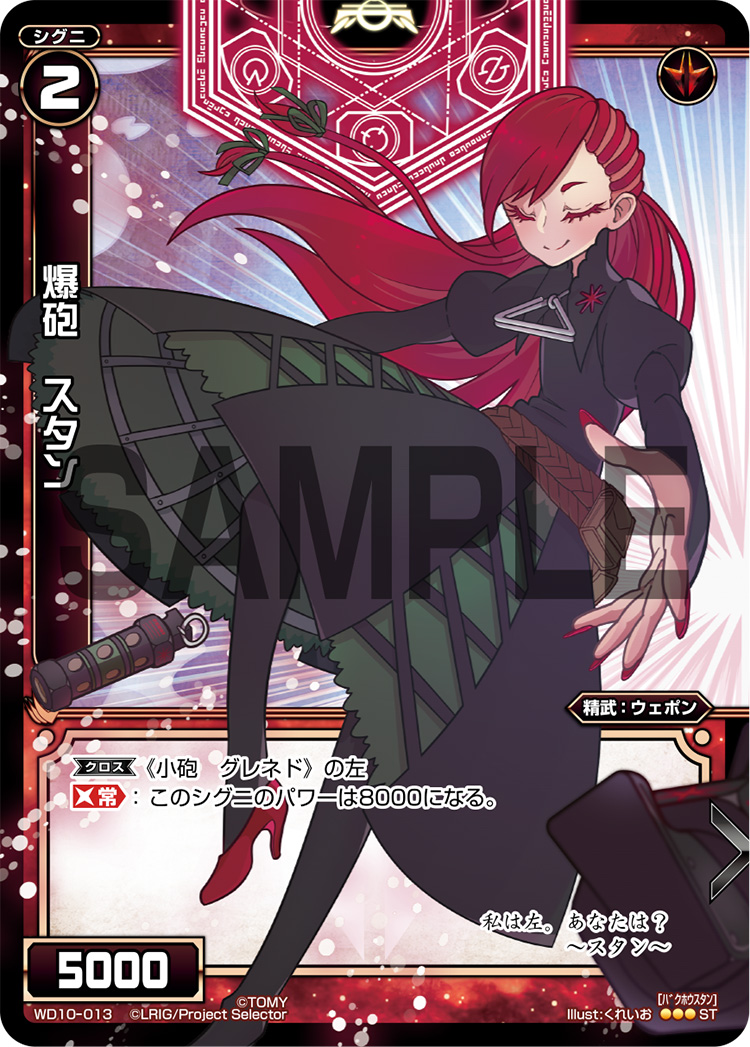 シグニ
2
爆砲　スタン
SAMPLE
精武：ウェポン
クロス 《小砲　グレネド》の左
常：このシグニのパワーは8000になる。
私は左。あなたは？
～スタン～
5000
[ﾊﾞｸﾎｳｽﾀﾝ]
©TOMY
WD10-013 ©LRIG/Project Selector
Illust:くれいお
ST